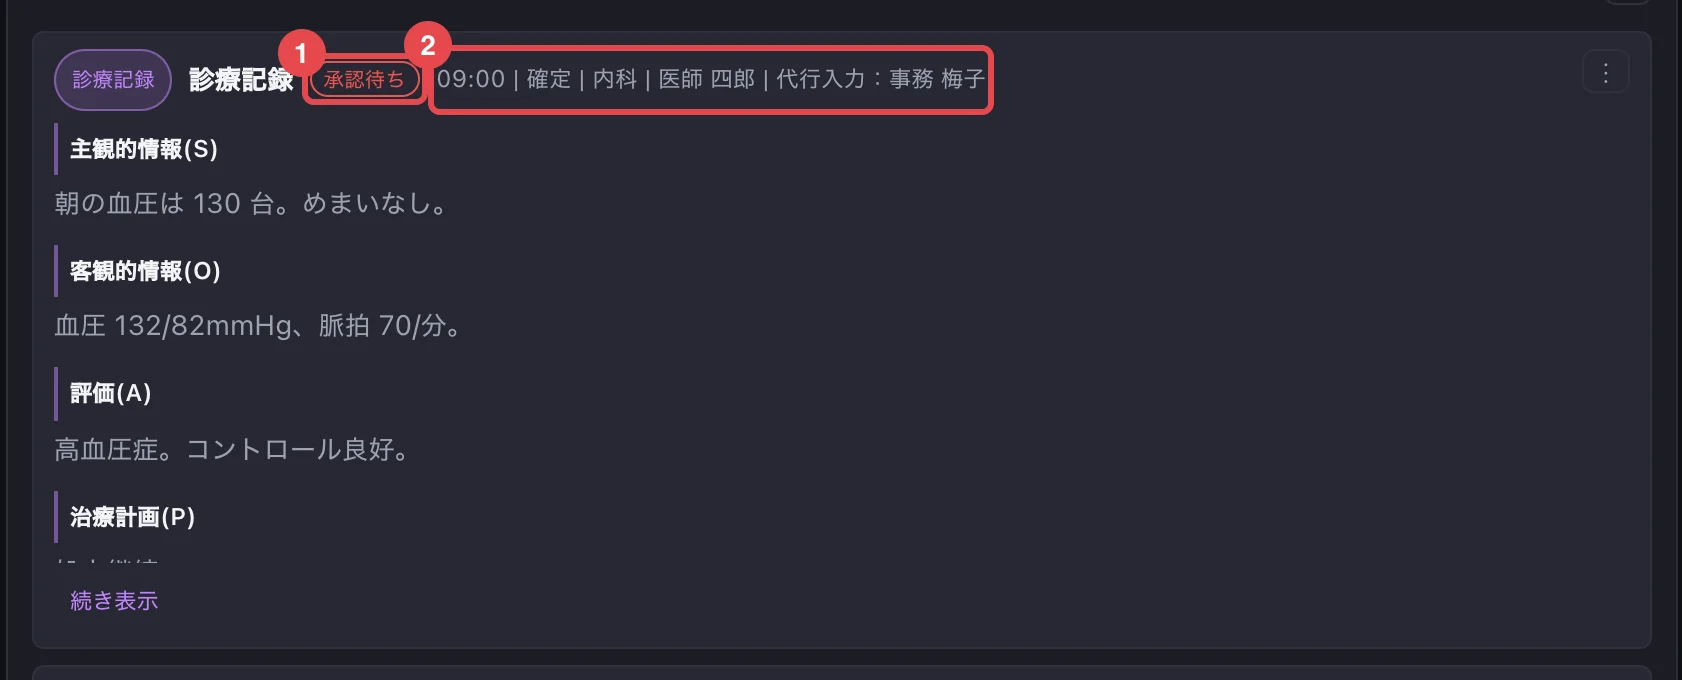 1
2
診療記録 診療記録 承認待ち 09:00 | 確定 | 内科 | 医師 四郎 | 代行入力：事務 梅子
⋮
主観的情報(S)
朝の血圧は 130 台。めまいなし。
客観的情報(O)
血圧 132/82mmHg、脈拍 70/分。
評価(A)
高血圧症。コントロール良好。
治療計画(P)
続き表示